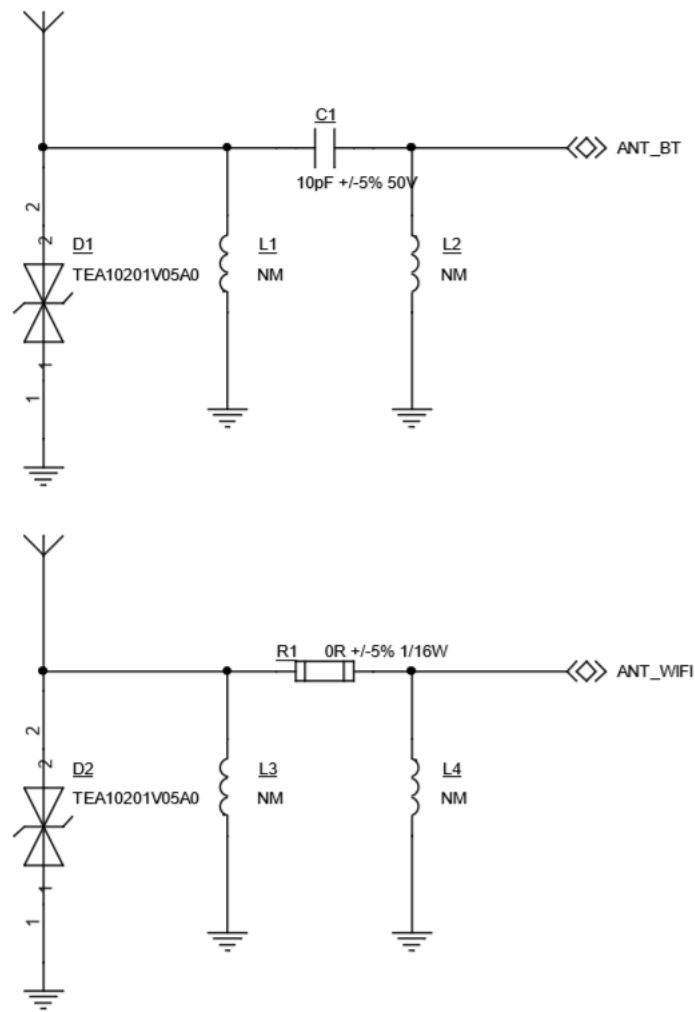 C1
ANT_BT
10pF +/-5% 50V
2
2
D1
L1
L2
TEA10201V05A0
NM
NM
1
1
R1
0R +/-5% 1/16W
ANT_WIFI
2
2
D2
L3
L4
TEA10201V05A0
NM
NM
1
1